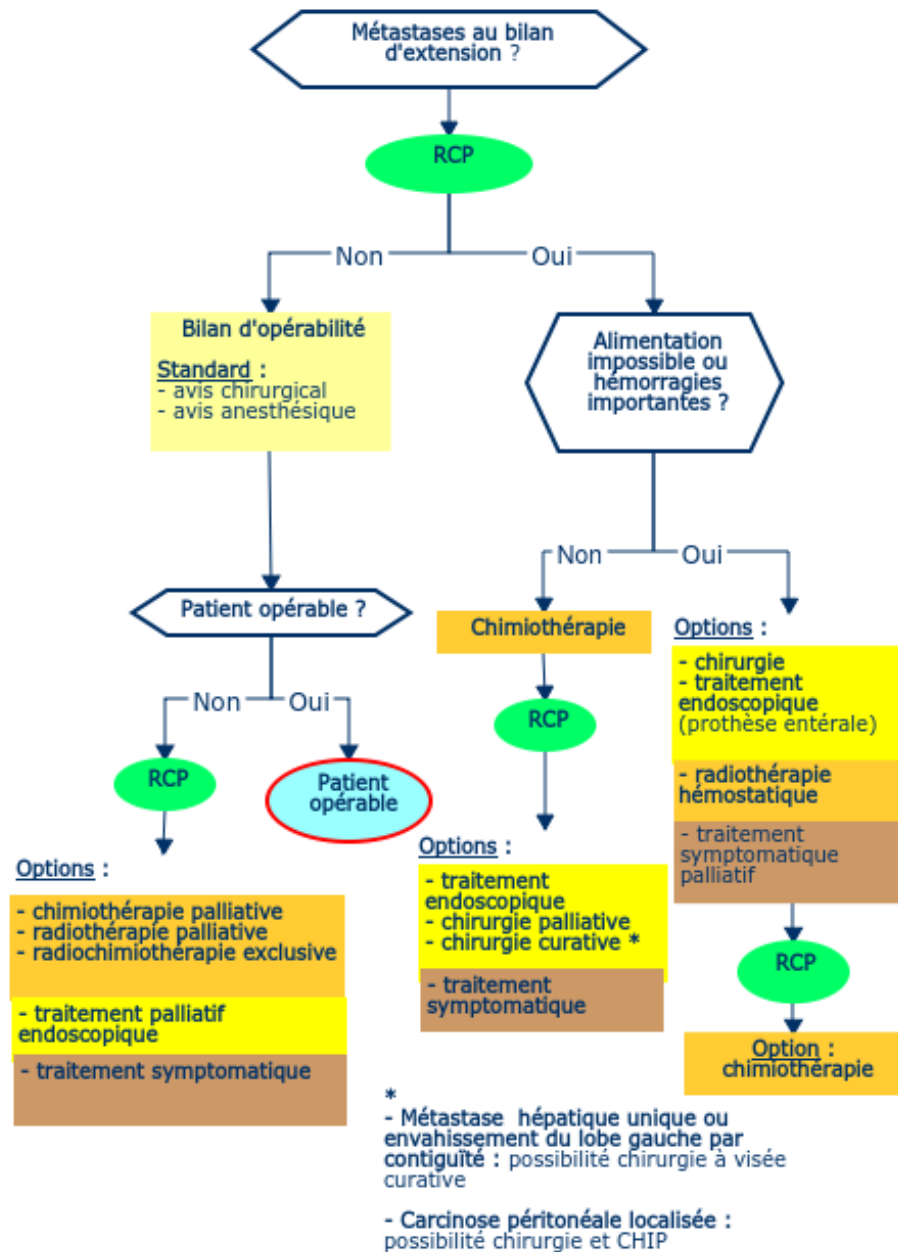 Métastases au bilan
d'extension ?
RCP
Non
Oui
Bilan d'opérabilité
Standard :
- avis chirurgical
- avis anesthésique
Alimentation
impossible ou
hémorragies
importantes ?
Patient opérable ?
Non
Oui
RCP
Patient
opérable
Options :
- chimiothérapie palliative
- radiothérapie palliative
- radiochimiothérapie exclusive
- traitement palliatif
endoscopique
- traitement symptomatique
Non
Oui
Chimiothérapie
RCP
Options :
- traitement
endoscopique
- chirurgie palliative
- chirurgie curative *
- traitement
symptomatique
Options :
- chirurgie
- traitement
endoscopique
(prothèse entérale)
- radiothérapie
hémostatique
- traitement
symptomatique
palliatif
RCP
Option :
chimiothérapie
*
- Métastase hépatique unique ou
envahissement du lobe gauche par
contiguïté : possibilité chirurgie à visée
curative
- Carcinose péritonéale localisée :
possibilité chirurgie et CHIP